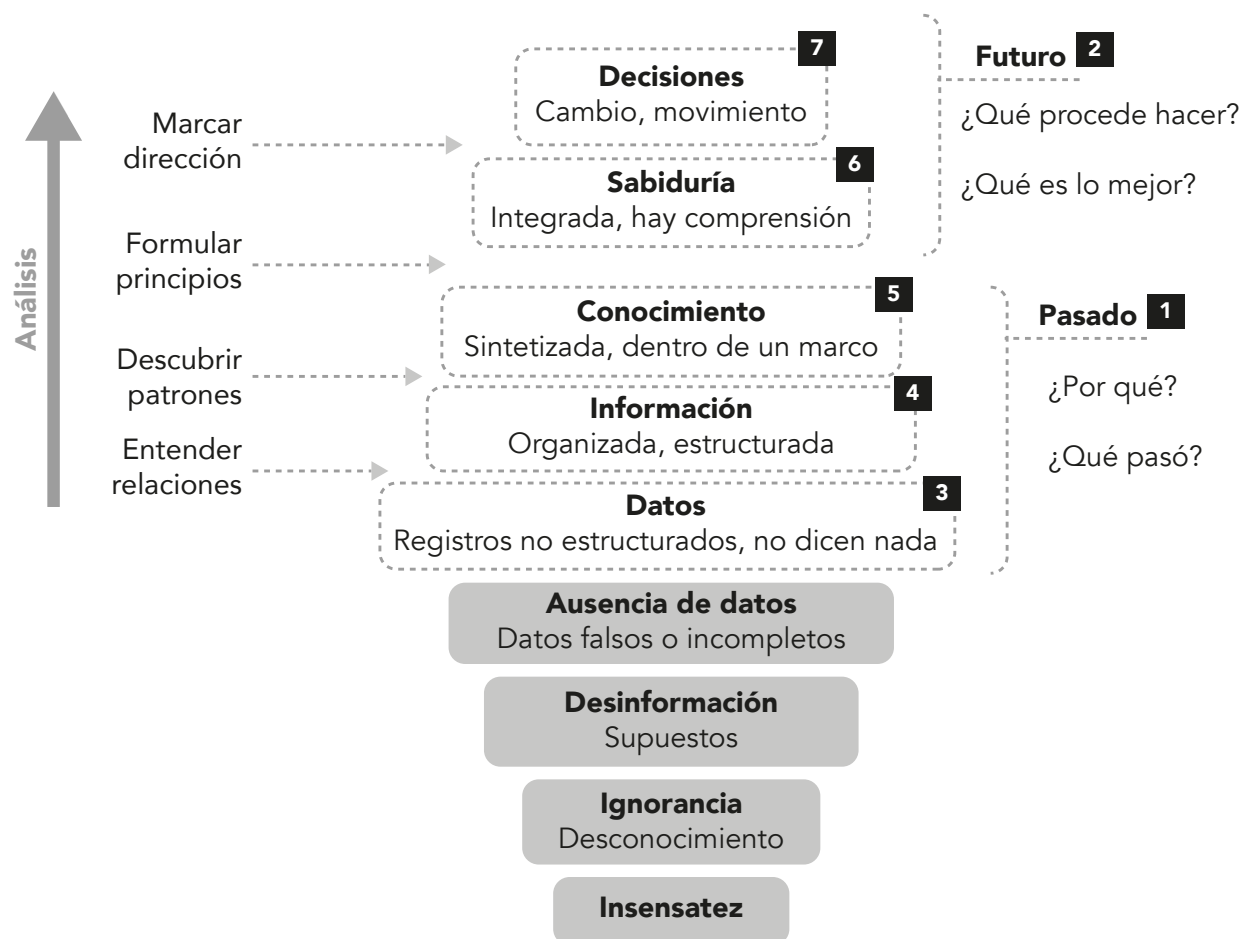 7
Decisiones
Cambio, movimiento
Futuro 2
¿Qué procede hacer?
¿Qué es lo mejor?
Marcar
dirección
6
Sabiduría
Integrada, hay comprensión
Formular
principios
Análisis
5
Conocimiento
Sintetizada, dentro de un marco
Pasado 1
¿Por qué?
¿Qué pasó?
Descubrir
patrones
4
Información
Organizada, estructurada
Entender
relaciones
3
Datos
Registros no estructurados, no dicen nada
Ausencia de datos
Datos falsos o incompletos
Desinformación
Supuestos
Ignorancia
Desconocimiento
Insensatez